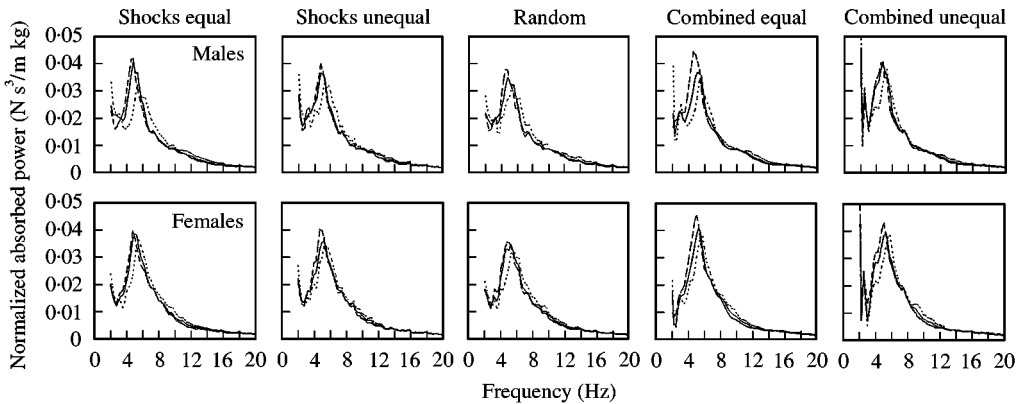 Shocks equal Shocks unequal Random Combined equal Combined unequal
Normalized absorbed power (N s³/m kg)
0·05
0·04
0·03
0·02
0·01
0
Males
0·05
0·04
0·03
0·02
0·01
0
Females
0 4 8 12 16 20 0 4 8 12 16 20 0 4 8 12 16 20 0 4 8 12 16 20 0 4 8 12 16 20
Frequency (Hz)